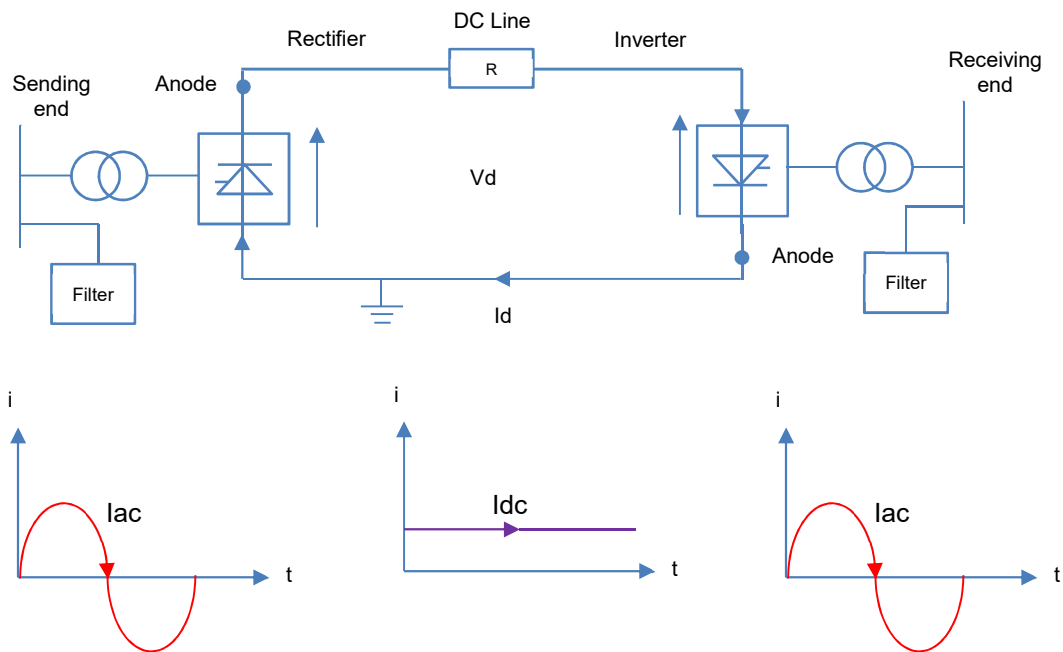 DC Line
Rectifier
Inverter
Receiving
end
Sending
end
Anode
R
Vd
Anode
Filter
Filter
Id
i
i
i
Iac
Idc
Iac
t
t
t